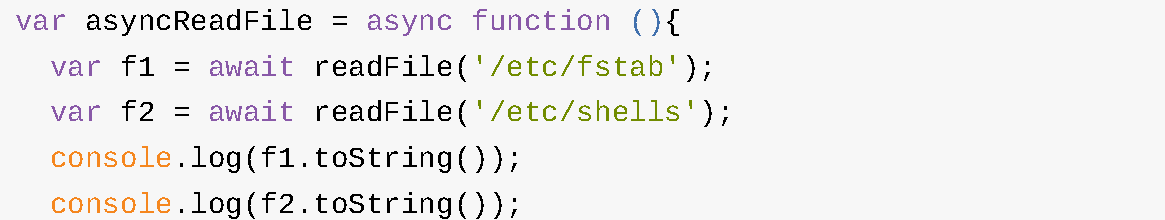 var asyncReadFile = async function (){
  var f1 = await readFile('/etc/fstab');
  var f2 = await readFile('/etc/shells');
  console.log(f1.toString());
  console.log(f2.toString());